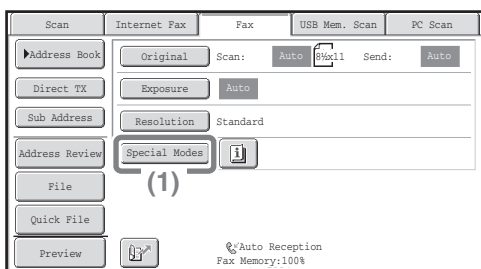 Scan Internet Fax Fax USB Mem. Scan PC Scan
Address Book Original Scan: Auto 8½x11 Send: Auto
Direct TX Exposure Auto
Sub Address Resolution Standard
Address Review Special Modes
(1)
File
Quick File
Preview Auto Reception
Fax Memory:100%